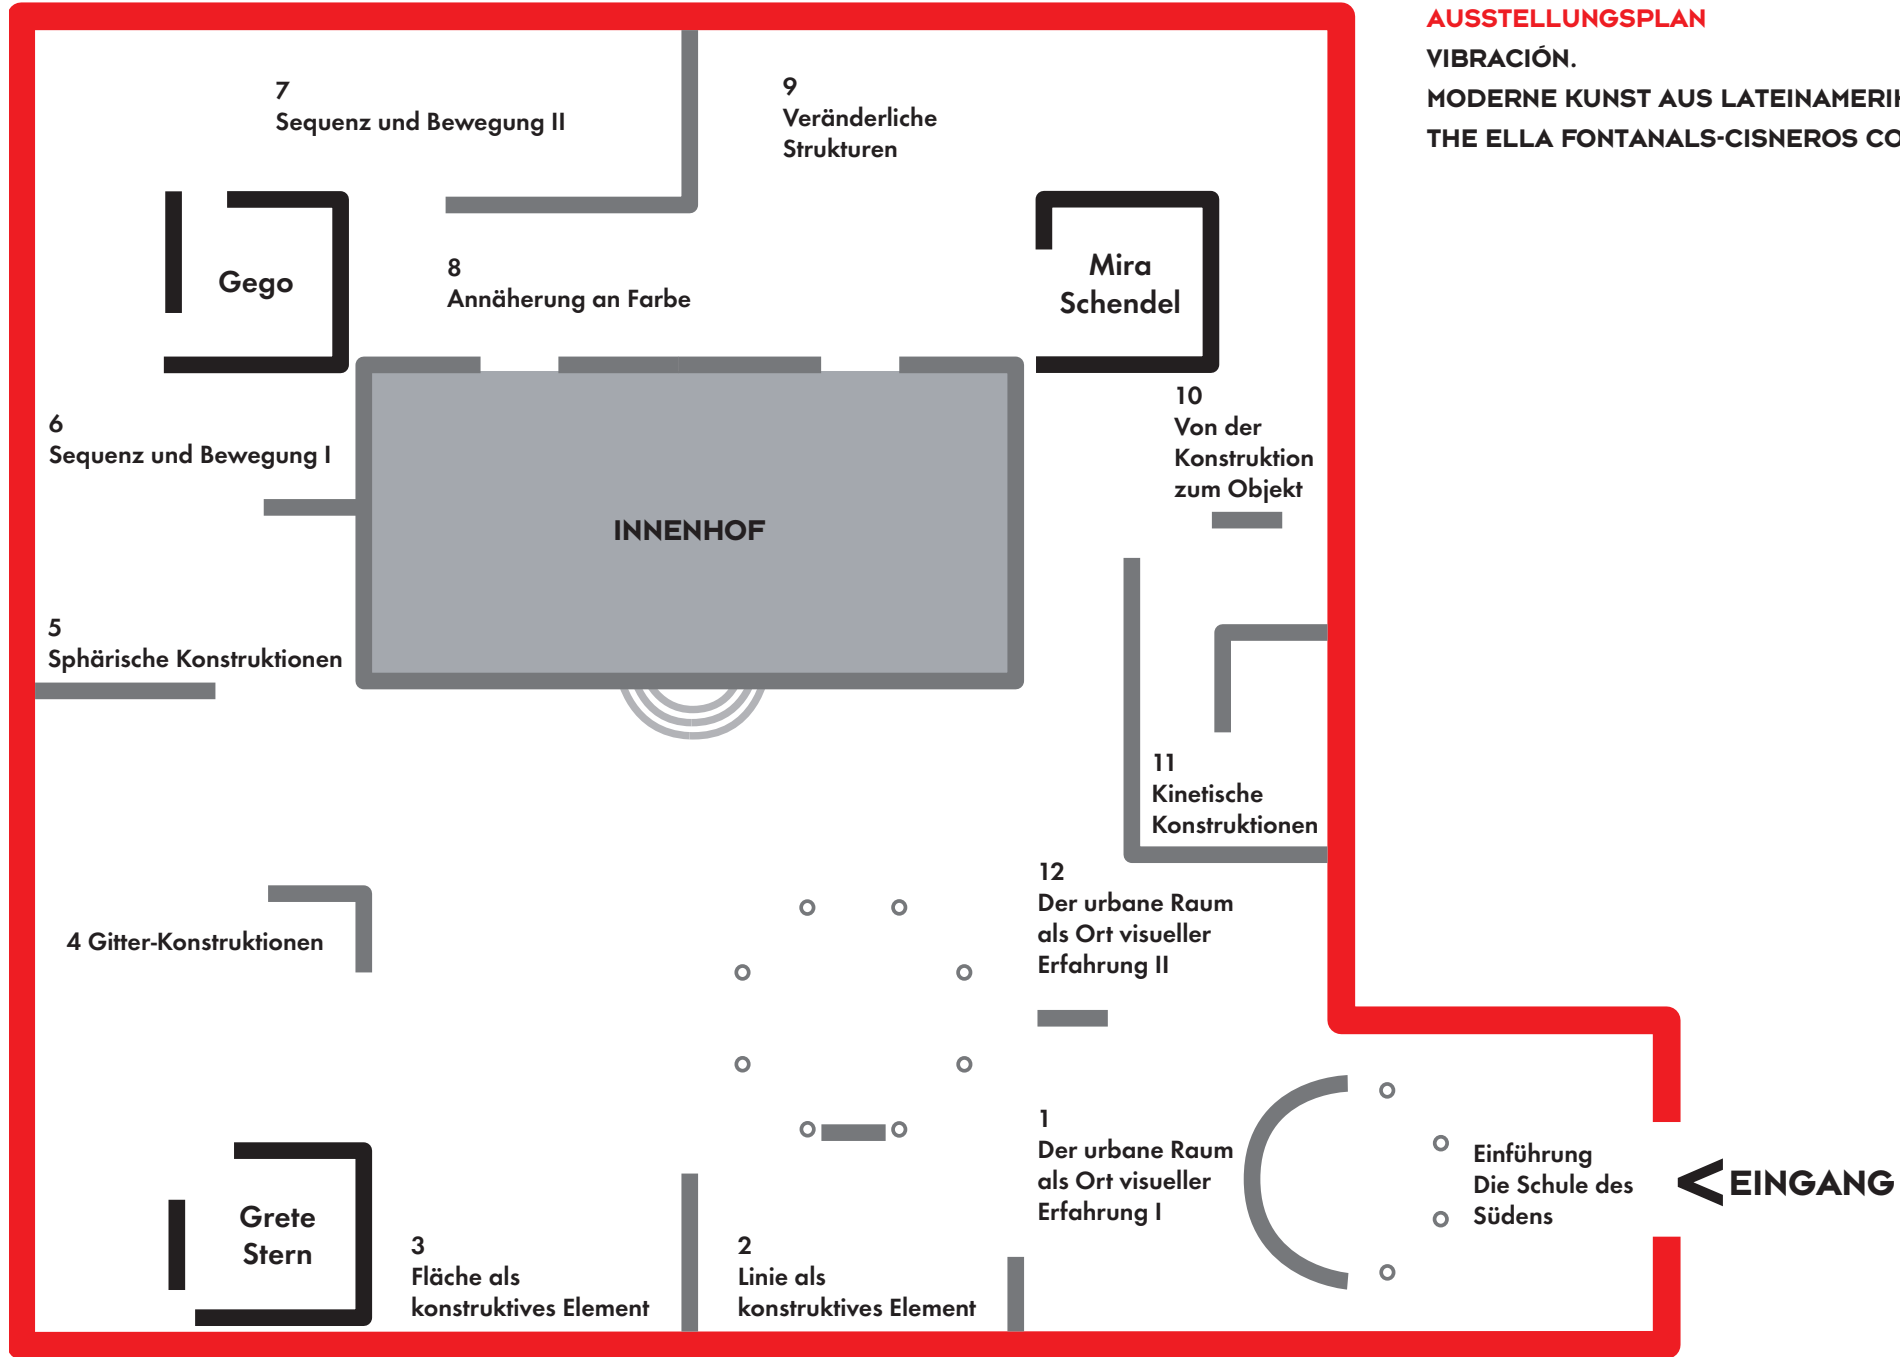 AUSSTELLUNGSPLAN
VIBRACIÓN.
MODERNE KUNST AUS
THE ELLA FONTANALS-CISNEROS
7
Sequenz und Bewegung II
9
Veränderliche
Strukturen
Gego
8
Annäherung an Farbe
Mira
Schendel
6
Sequenz und Bewegung I
10
Von der
Konstruktion
zum Objekt
INNENHOF
5
Sphärische Konstruktionen
11
Kinetische
Konstruktionen
12
Der urbane Raum
als Ort visueller
Erfahrung II
4 Gitter-Konstruktionen
1
Der urbane Raum
als Ort visueller
Erfahrung I
Einführung
Die Schule des
Südens
<EINGANG
Grete
Stern
3
Fläche als
konstruktives Element
2
Linie als
konstruktives Element